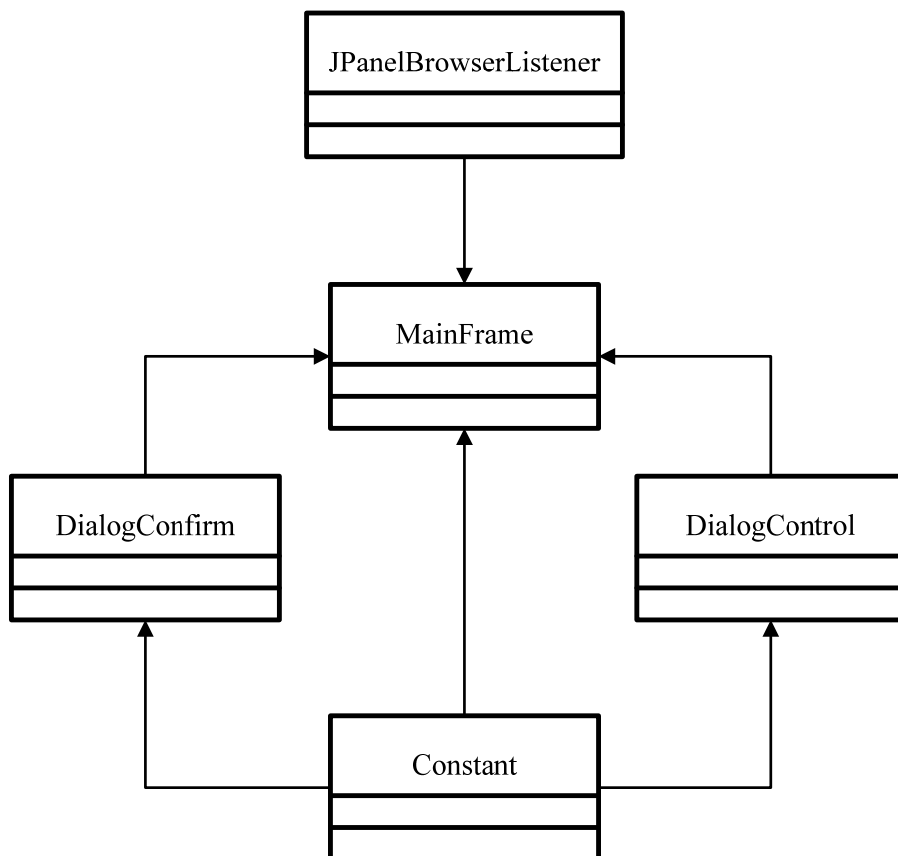 JPanelBrowserListener
MainFrame
DialogConfirm
DialogControl
Constant